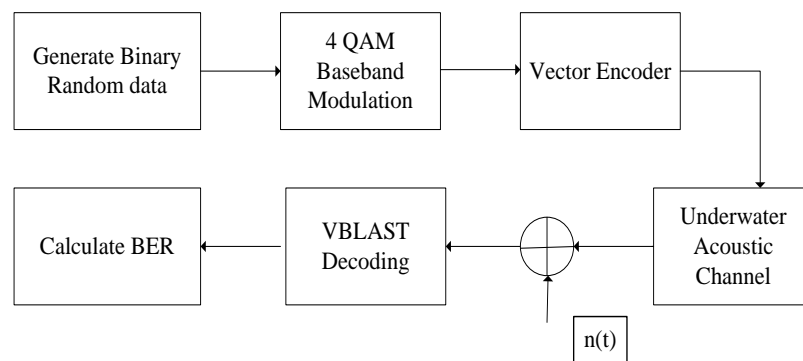 Generate Binary
Random data
4 QAM
Baseband
Modulation
Vector Encoder
Underwater
Acoustic
Channel
VBLAST
Decoding
Calculate BER
n(t)